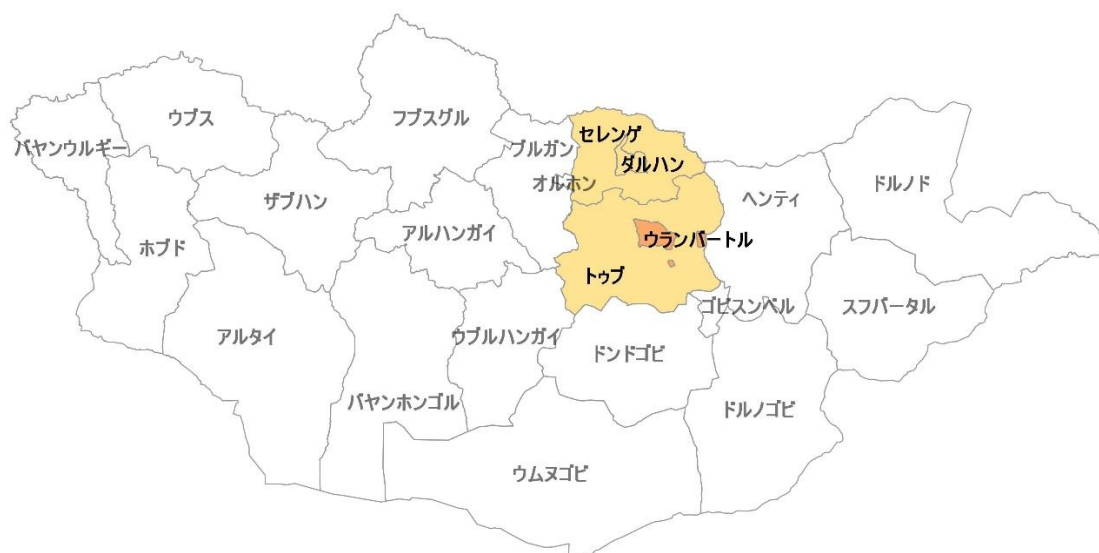 フブスグル
ウブス
セレンゲ
バヤンウルギー
ブルガン
ダルハン
オルホン
ドルノド
ザブハン
ヘンティ
アルハンガイ
ウランバートル
ホブド
トゥブ
ゴビスンベル
スフバータル
アルタイ
ウブルハンガイ
ドンドゴビ
バヤンホンゴル
ドルノゴビ
ウムヌゴビ